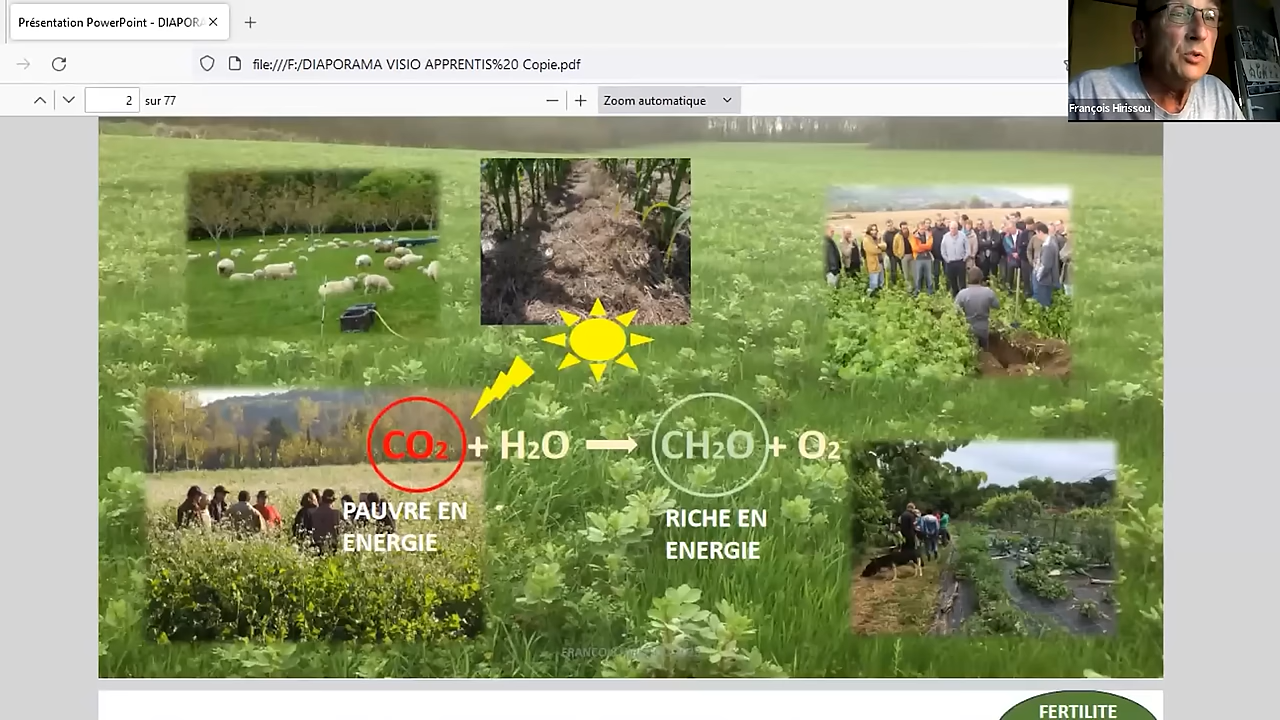 Présentation PowerPoint - DIAPORA
file:///F:/DIAPORAMA VISIO APPRENTIS%20 Copie.pdf
François Hirissou
2 sur 77
Zoom automatique
CO₂ + H₂O → CH₂O + O₂
PAUVRE EN
ENERGIE
RICHE EN
ENERGIE
FERTILITE